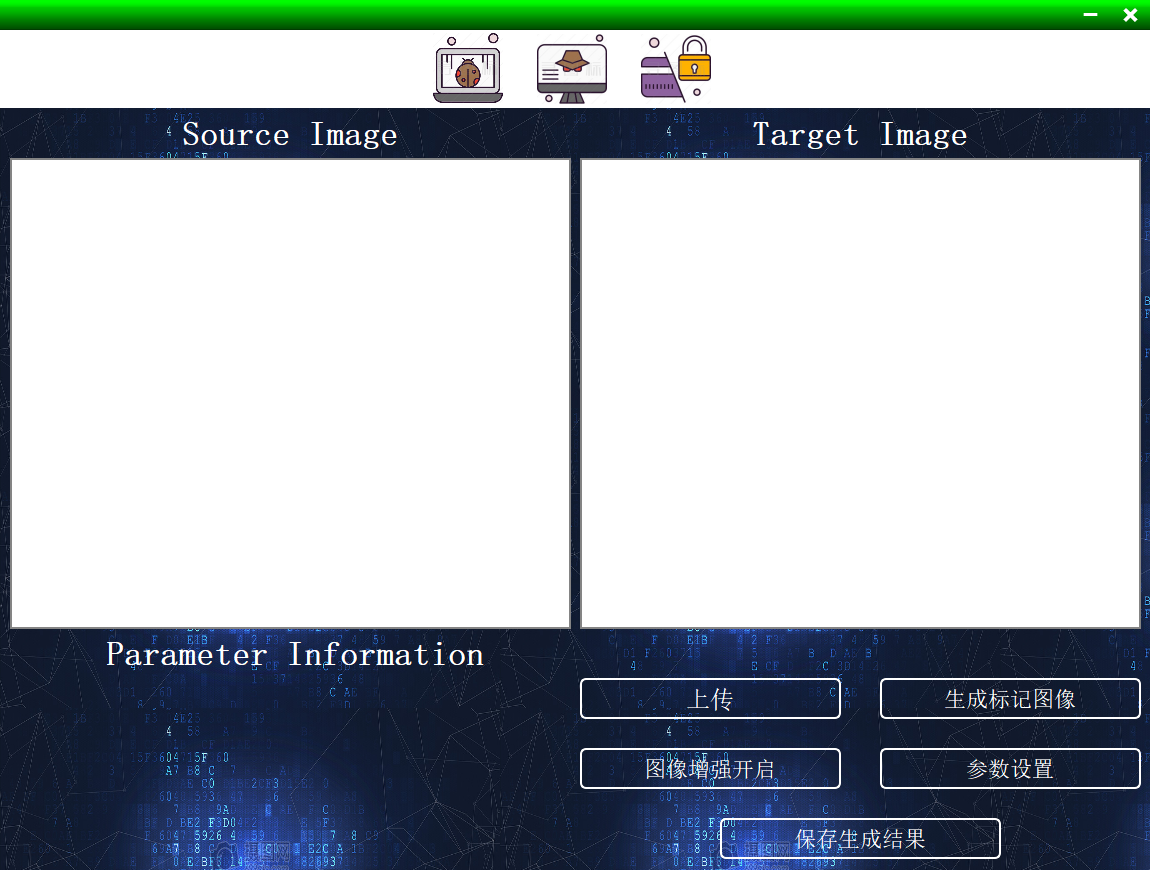 Source Image
Target Image
Parameter Information
上传
生成标记图像
图像增强开启
参数设置
保存生成结果